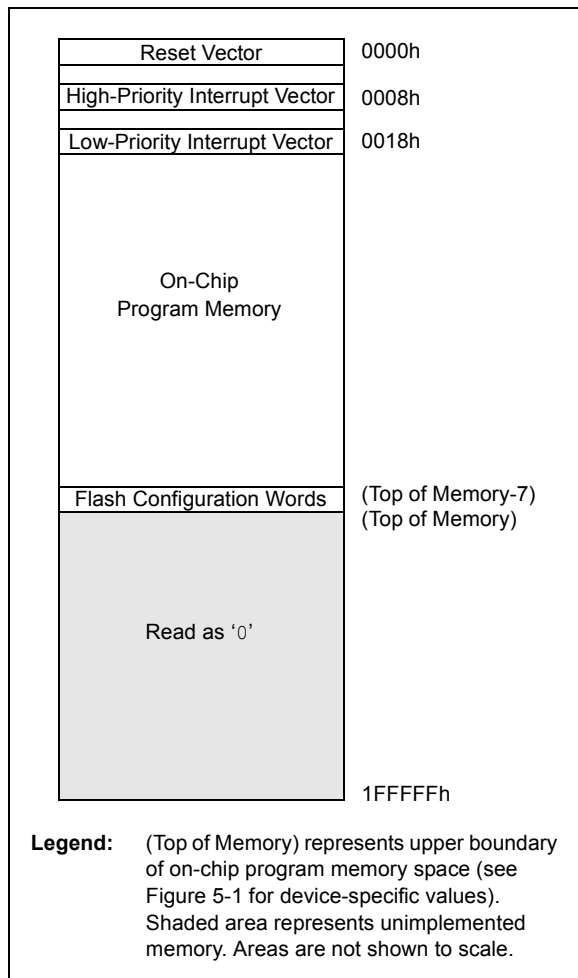 Reset Vector 0000h
High-Priority Interrupt Vector 0008h
Low-Priority Interrupt Vector 0018h
On-Chip
Program Memory
Flash Configuration Words (Top of Memory-7)
(Top of Memory)
Read as ‘0’
1FFFFFh
Legend: (Top of Memory) represents upper boundary
of on-chip program memory space (see
Figure 5-1 for device-specific values).
Shaded area represents unimplemented
memory. Areas are not shown to scale.